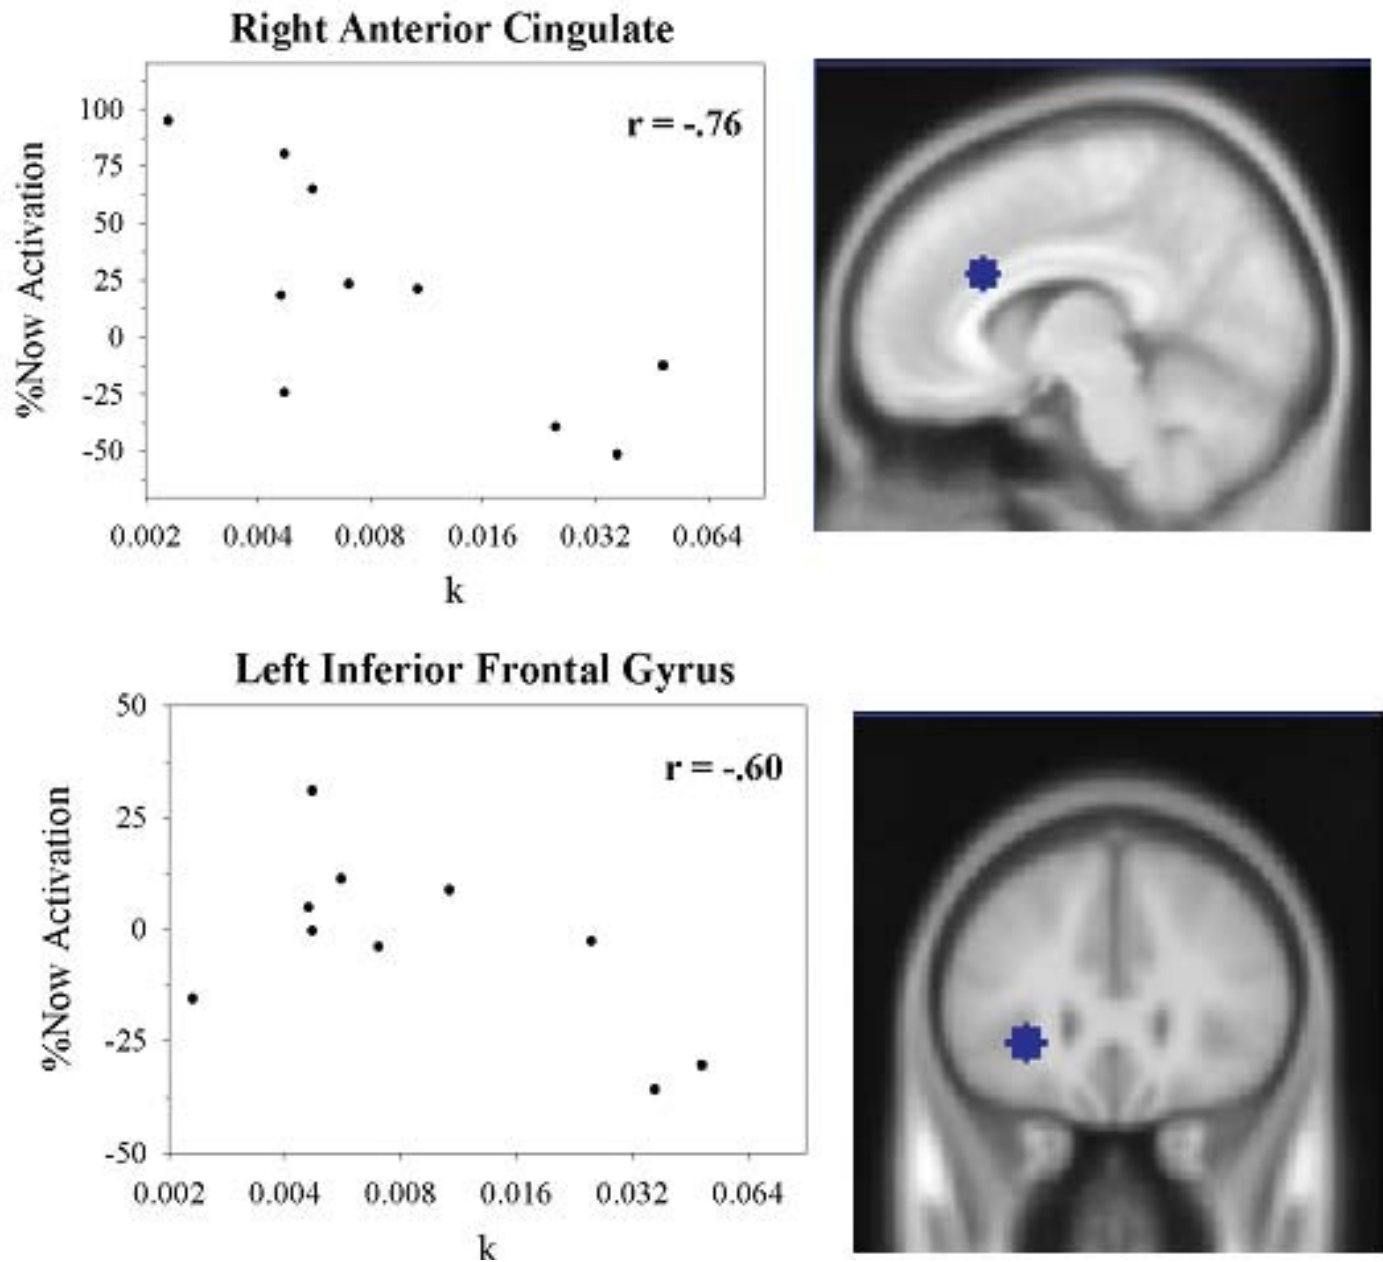 Right Anterior Cingulate
r = -.76
%Now Activation
100
75
50
25
0
-25
-50
0.002 0.004 0.008 0.016 0.032 0.064
k
Left Inferior Frontal Gyrus
r = -.60
%Now Activation
50
25
0
-25
-50
0.002 0.004 0.008 0.016 0.032 0.064
k